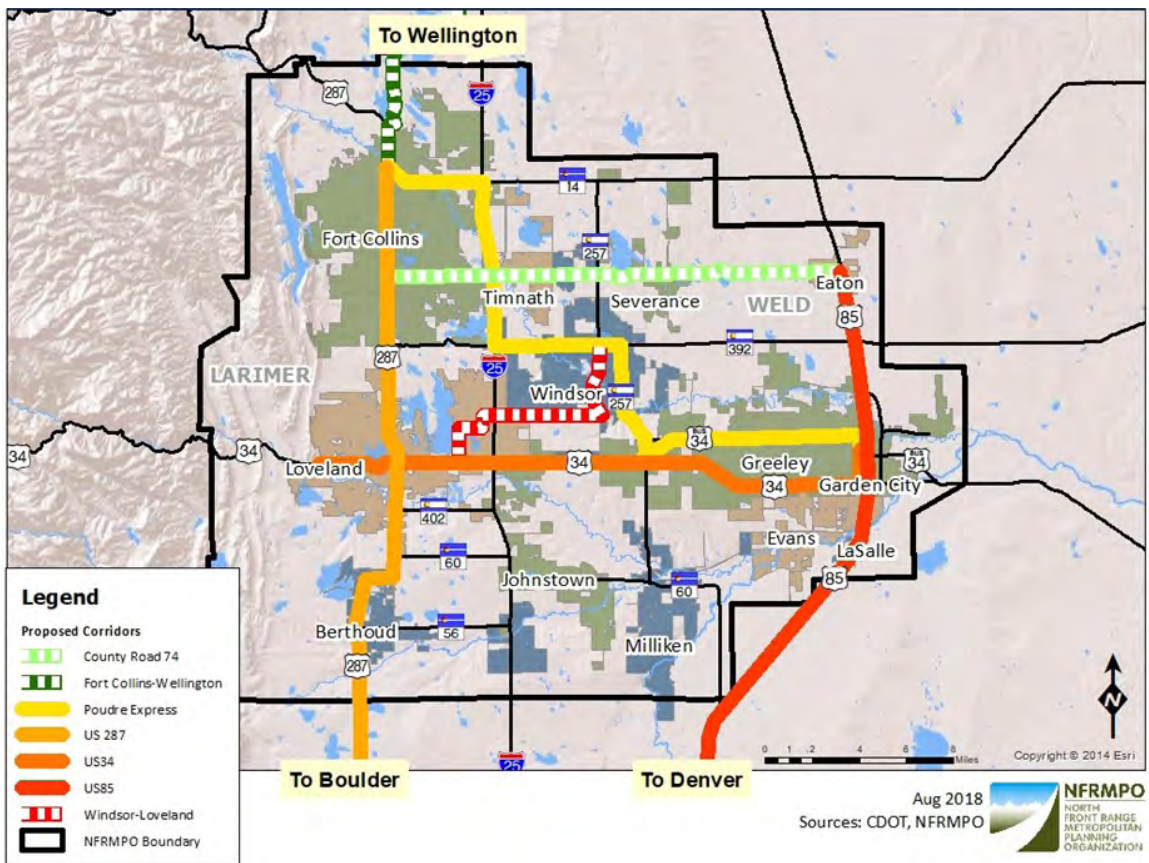 To Wellington
287
25
14
Fort Collins
257
Timnath
Severance
Eaton
WELD
85
287
25
392
LARIMER
Windsor
257
34
34
BUS
34
Loveland
34
Greeley
34
BUS
34
Garden City
402
Evans
LaSalle
60
Johnstown
60
85
Berthoud
56
Milliken
287
N
25
To Boulder
To Denver
0 1 2 4 6 8
Miles
Copyright © 2014 Esri
Legend
Proposed Corridors
County Road 74
Fort Collins-Wellington
Poudre Express
US 287
US34
US85
Windsor-Loveland
NFRMPO Boundary
Aug 2018
Sources: CDOT, NFRMPO
NFRMPO
NORTH
FRONT RANGE
METROPOLITAN
PLANNING
ORGANIZATION